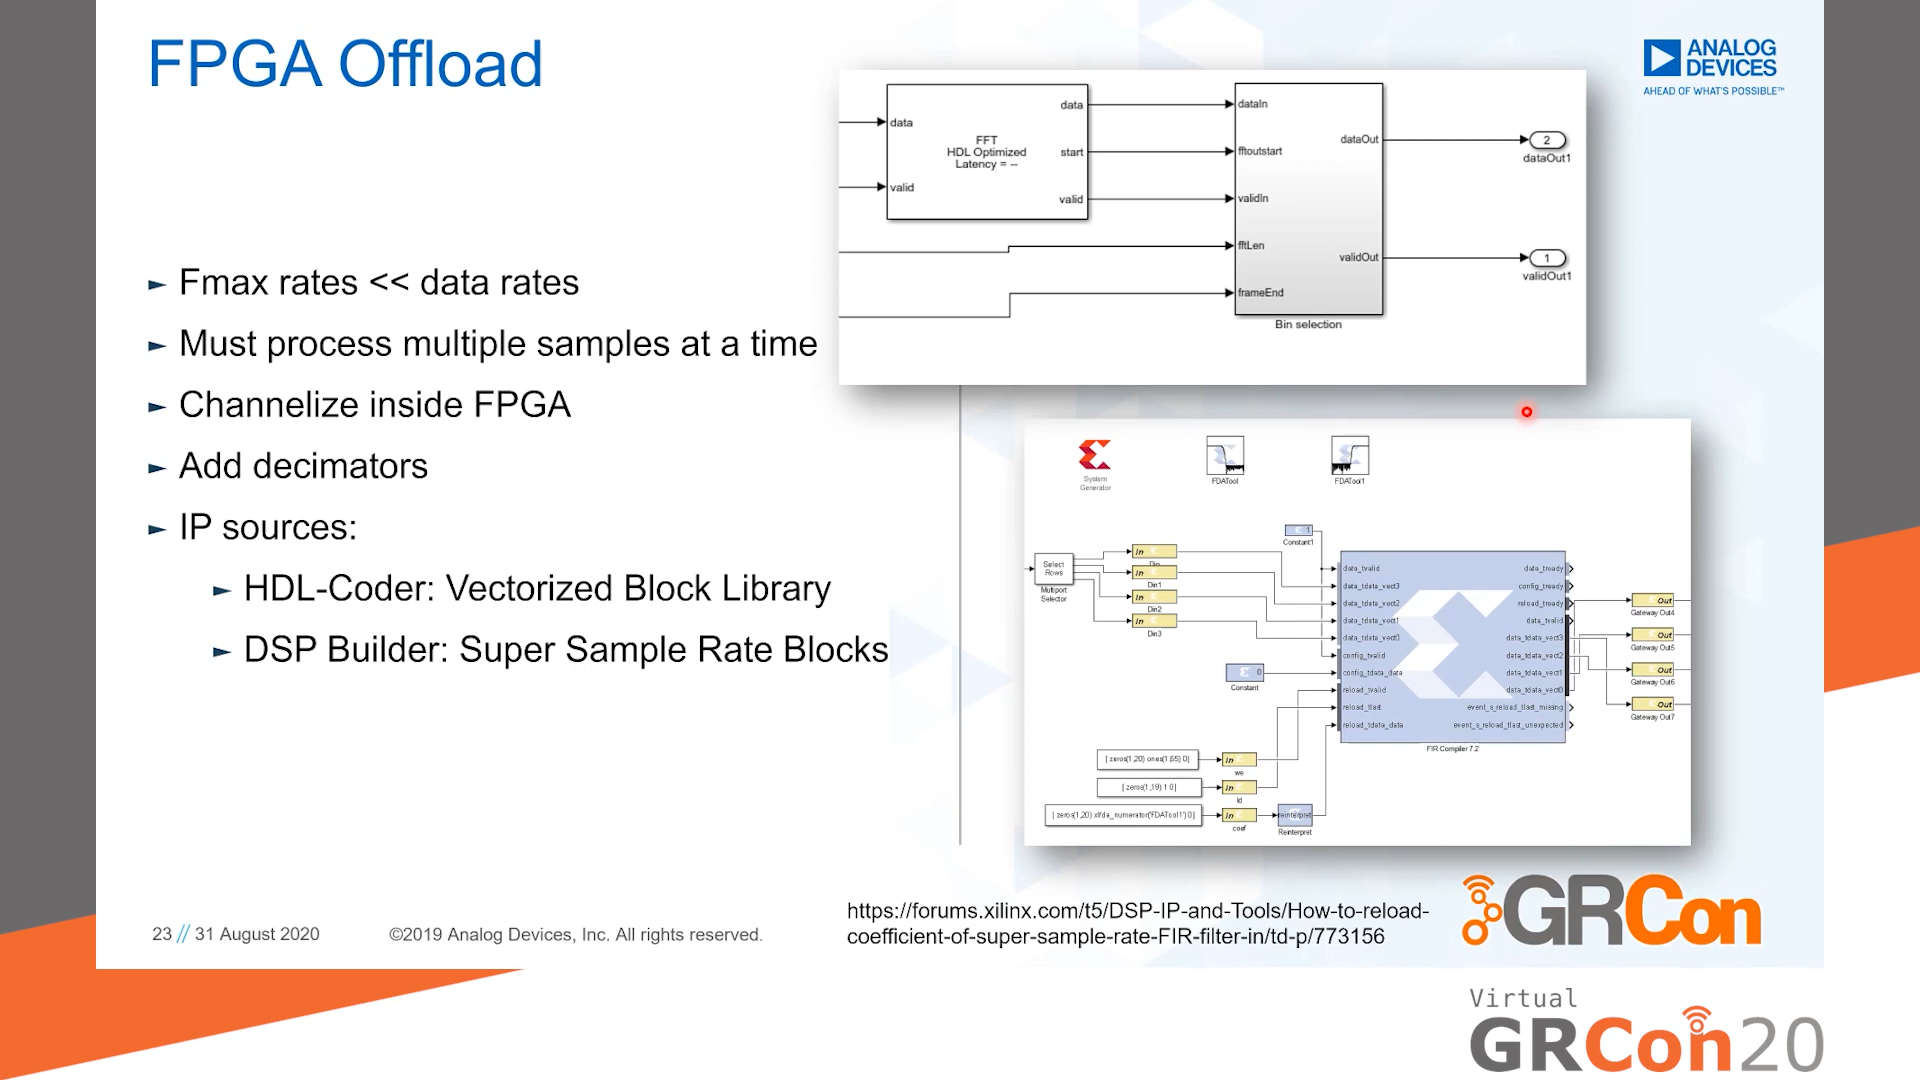 FPGA Offload
ANALOG
DEVICES
AHEAD OF WHAT'S POSSIBLE™
► Fmax rates << data rates
► Must process multiple samples at a time
► Channelize inside FPGA
► Add decimators
► IP sources:
► HDL-Coder: Vectorized Block Library
► DSP Builder: Super Sample Rate Blocks
data
valid
FFT
HDL Optimized
Latency = --
data
start
valid
dataIn
fftoutstart
validIn
fftLen
frameEnd
dataOut
validOut
Bin selection
2
dataOut1
1
validOut1
System
Generator
FDATool
FDATool1
Select
Rows
Multiport
Selector
In
Din
In
Din1
In
Din2
In
Din3
1
Constant1
0
Constant
data_tvalid
data_tdata_vect3
data_tdata_vect2
data_tdata_vect1
data_tdata_vect0
config_tvalid
config_tdata_data
reload_tvalid
reload_tlast
reload_tdata_data
data_tready
config_tready
reload_tready
data_tvalid
data_tdata_vect3
data_tdata_vect2
data_tdata_vect1
data_tdata_vect0
event_s_reload_tlast_missing
event_s_reload_tlast_unexpected
FIR Compiler 7.2
Out
Gateway Out4
Out
Gateway Out5
Out
Gateway Out6
Out
Gateway Out7
[ zeros(1,20) ones(1,65) 0]
In
we
[ zeros(1,19) 1 0]
In
ld
[ zeros(1,20) xlfda_numerator('FDATool1') 0]
In
coef
reinterpret
Reinterpret
https://forums.xilinx.com/t5/DSP-IP-and-Tools/How-to-reload-
coefficient-of-super-sample-rate-FIR-filter-in/td-p/773156
23 // 31 August 2020
©2019 Analog Devices, Inc. All rights reserved.
GRCon
Virtual
GRCon20